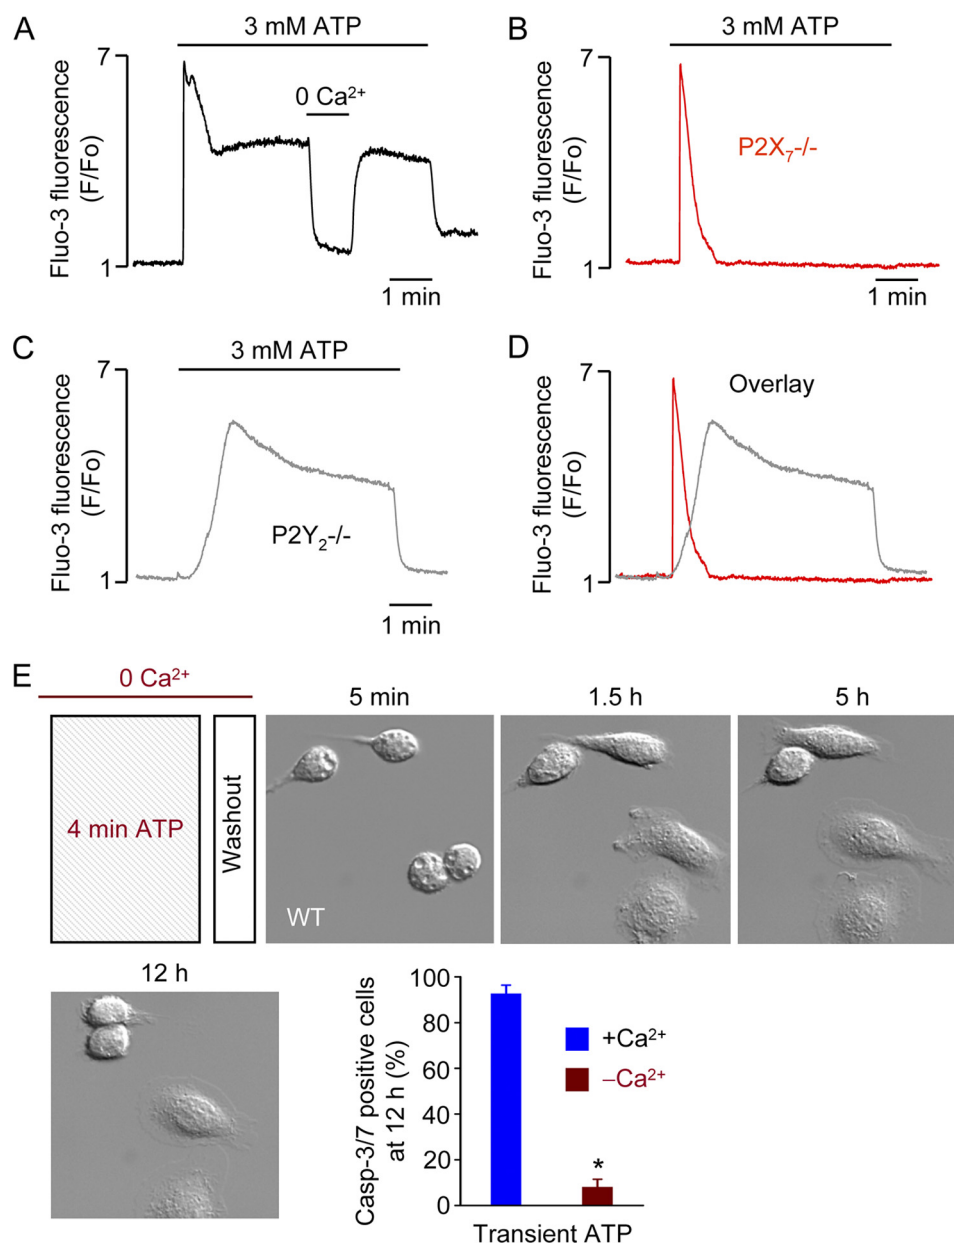 A
3 mM ATP
7
0 Ca²⁺
Fluo-3 fluorescence
(F/Fo)
1
1 min
B
3 mM ATP
7
P2X₇-/-
Fluo-3 fluorescence
(F/Fo)
1
1 min
C
3 mM ATP
7
Fluo-3 fluorescence
(F/Fo)
P2Y₂-/-
1
1 min
D
7
Overlay
Fluo-3 fluorescence
(F/Fo)
1
E
0 Ca²⁺
4 min ATP
Washout
5 min
WT
1.5 h
5 h
12 h
Casp-3/7 positive cells
at 12 h (%)
100
80
60
40
20
0
+Ca²⁺
–Ca²⁺
*
Transient ATP